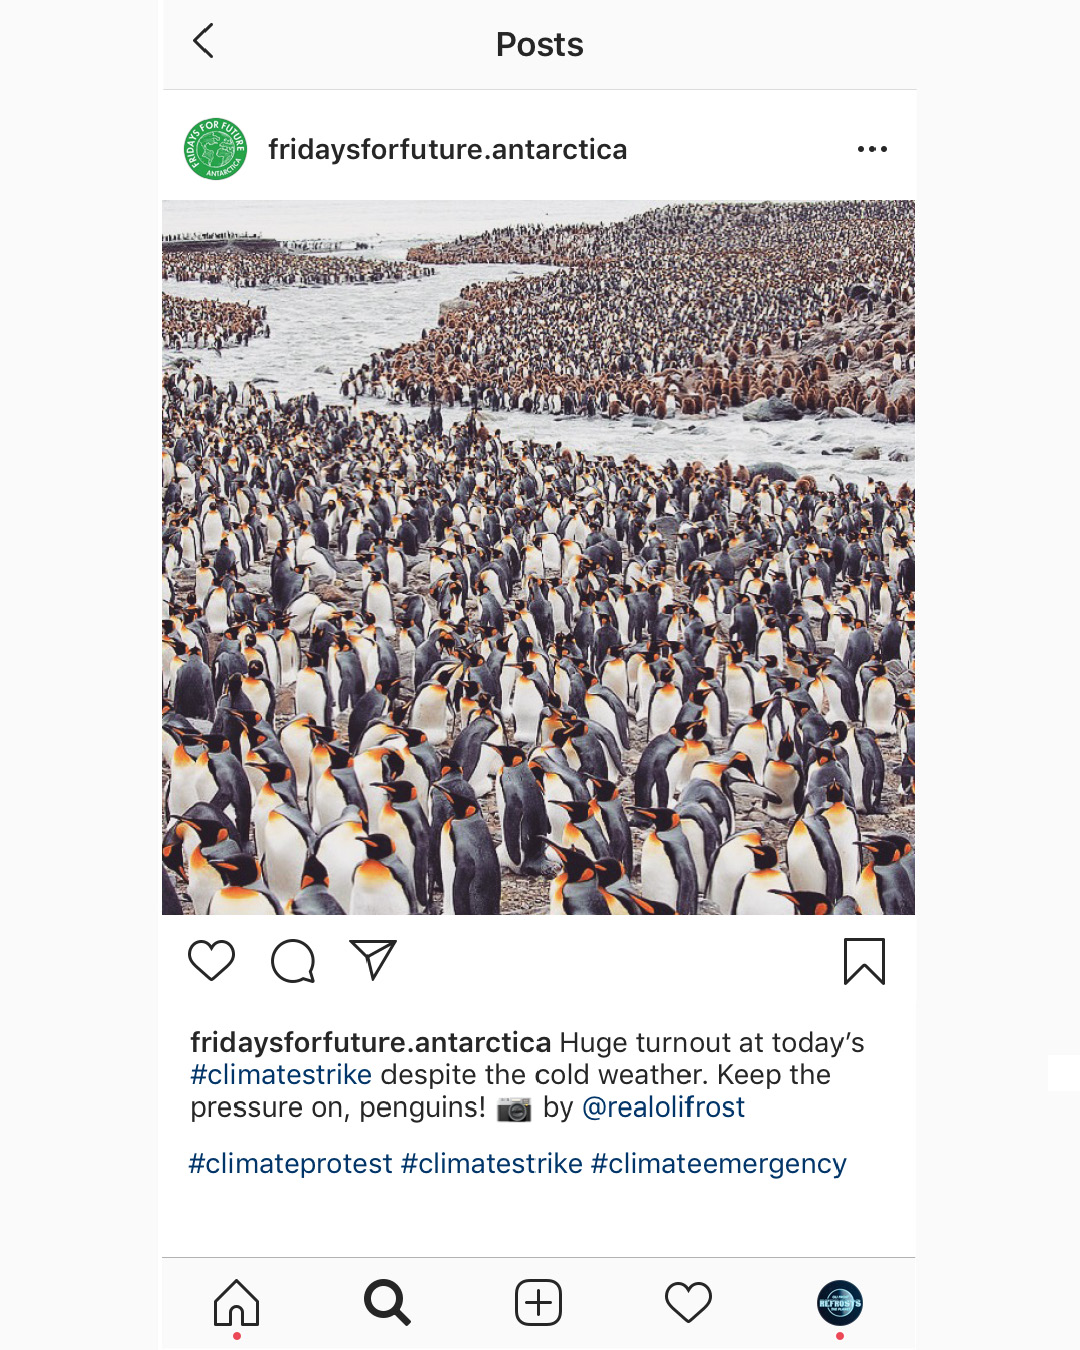 Posts
FRIDAYS FOR FUTURE
ANTARCTICA
fridaysforfuture.antarctica
fridaysforfuture.antarctica Huge turnout at today’s
#climatestrike despite the cold weather. Keep the
pressure on, penguins! 📷 by @realolifrost
#climateprotest #climatestrike #climateemergency
REFROSTS